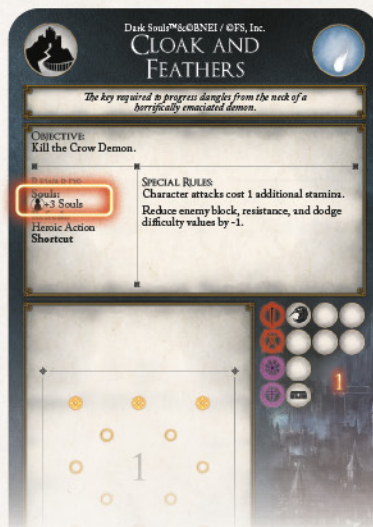 Dark Souls™&©BNEI / ©FS, Inc.
CLOAK AND
FEATHERS
The key required to progress dangles from the neck of a
horrifically emaciated demon.
OBJECTIVE:
Kill the Crow Demon.
SPECIAL RULES:
Souls:
Character attacks cost 1 additional stamina.
+3 Souls
Reduce enemy block, resistance, and dodge
difficulty values by -1.
Heroic Action
Shortcut
1
1